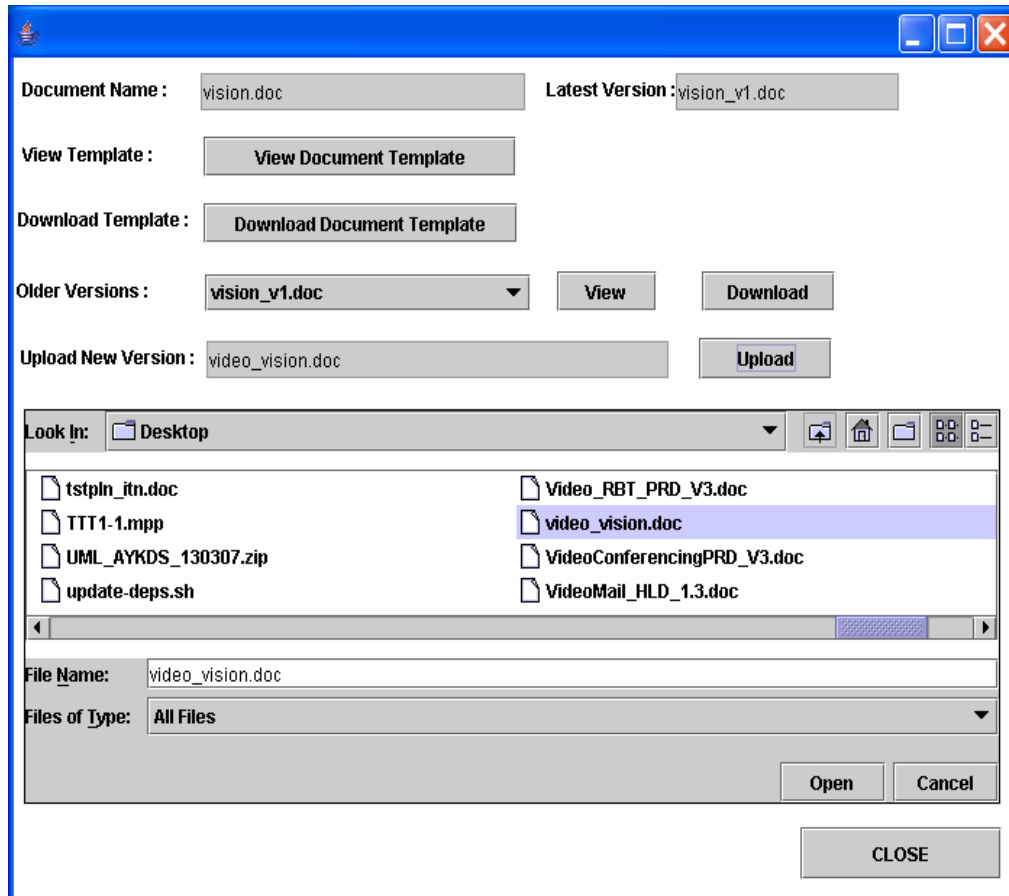 Document Name : vision.doc Latest Version : vision_v1.doc
View Template : View Document Template
Download Template : Download Document Template
Older Versions : vision_v1.doc View Download
Upload New Version : video_vision.doc Upload
Look In: Desktop
tstpln_itn.doc Video_RBT_PRD_V3.doc
TTT1-1.mpp video_vision.doc
UML_AYKDS_130307.zip VideoConferencingPRD_V3.doc
update-deps.sh VideoMail_HLD_1.3.doc
File Name: video_vision.doc
Files of Type: All Files
Open Cancel
CLOSE